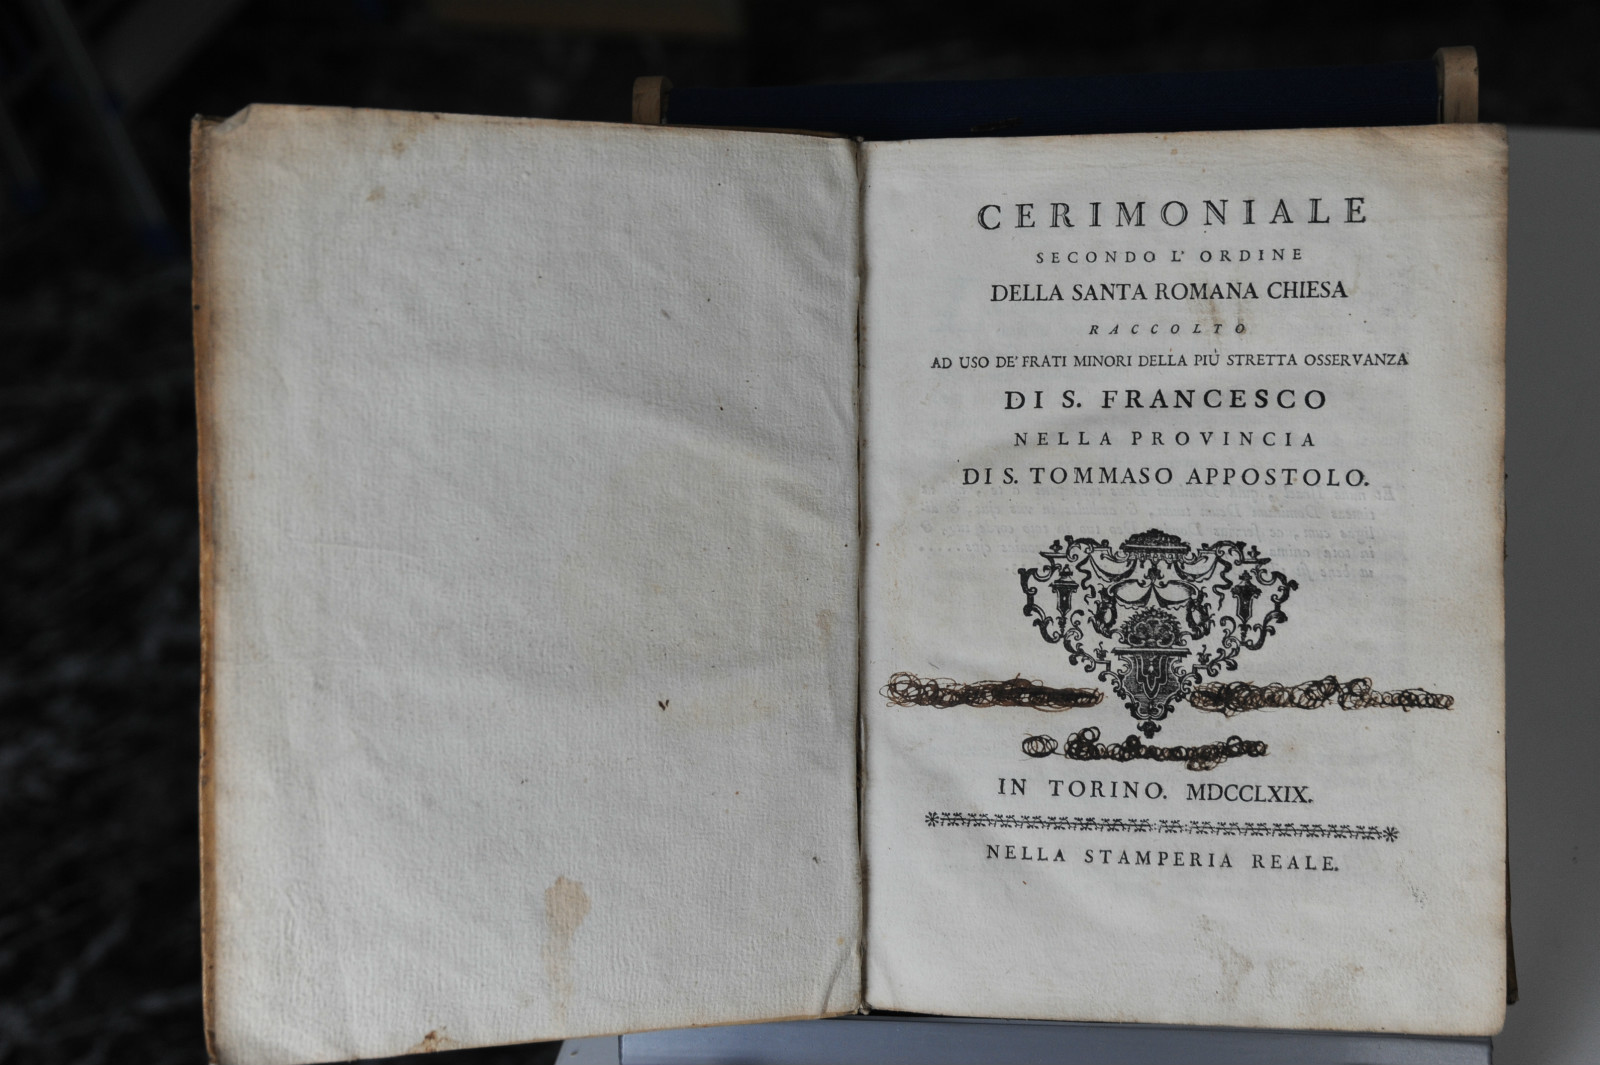 CERIMONIALE
SECONDO L' ORDINE
DELLA SANTA ROMANA CHIESA
RACCOLTO
AD USO DE' FRATI MINORI DELLA PIÙ STRETTA OSSERVANZA
DI S. FRANCESCO
NELLA PROVINCIA
DI S. TOMMASO APPOSTOLO.
IN TORINO. MDCCLXIX.
NELLA STAMPERIA REALE.